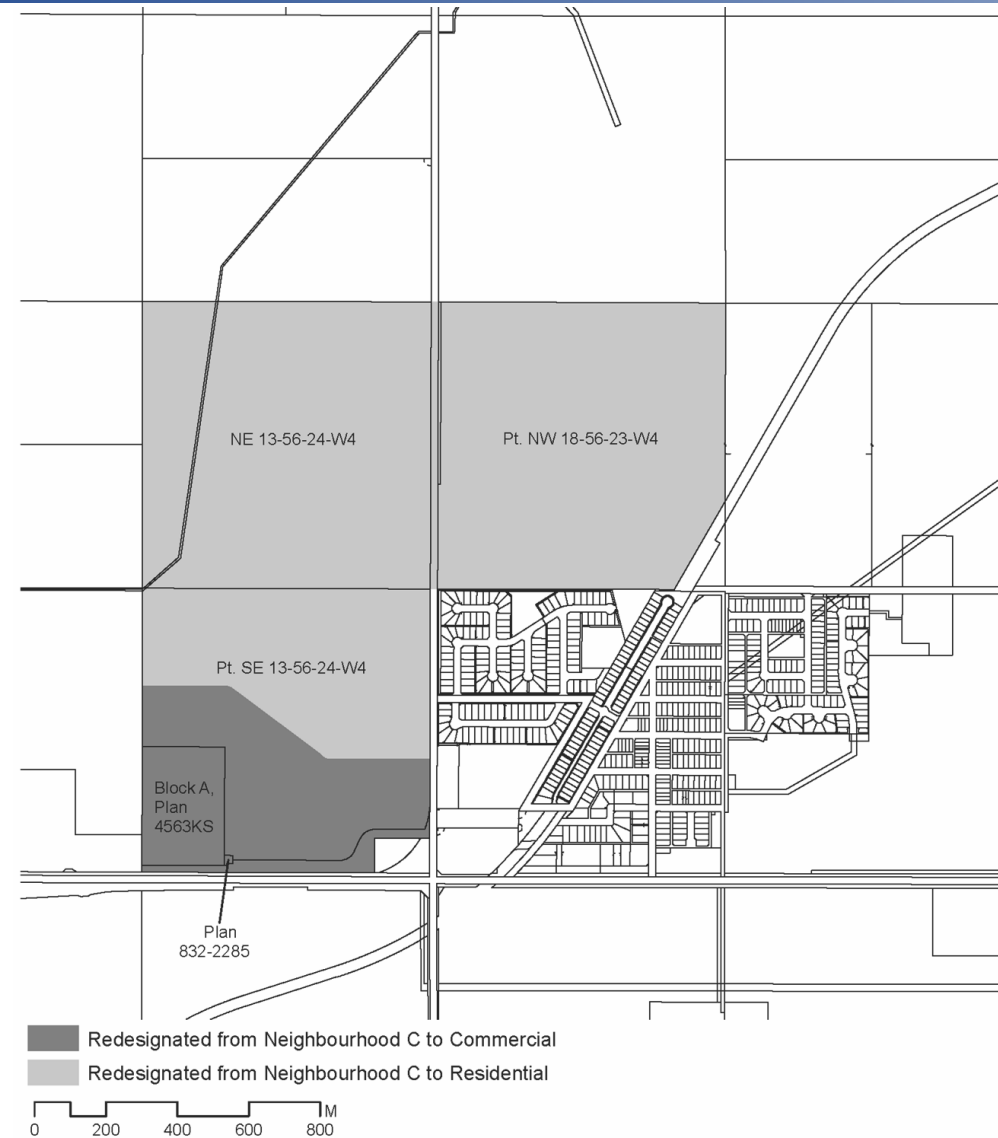 NE 13-56-24-W4
Pt. NW 18-56-23-W4
Pt. SE 13-56-24-W4
Block A,
Plan
4563KS
Plan
832-2285
Redesignated from Neighbourhood C to Commercial
Redesignated from Neighbourhood C to Residential
M
0 200 400 600 800